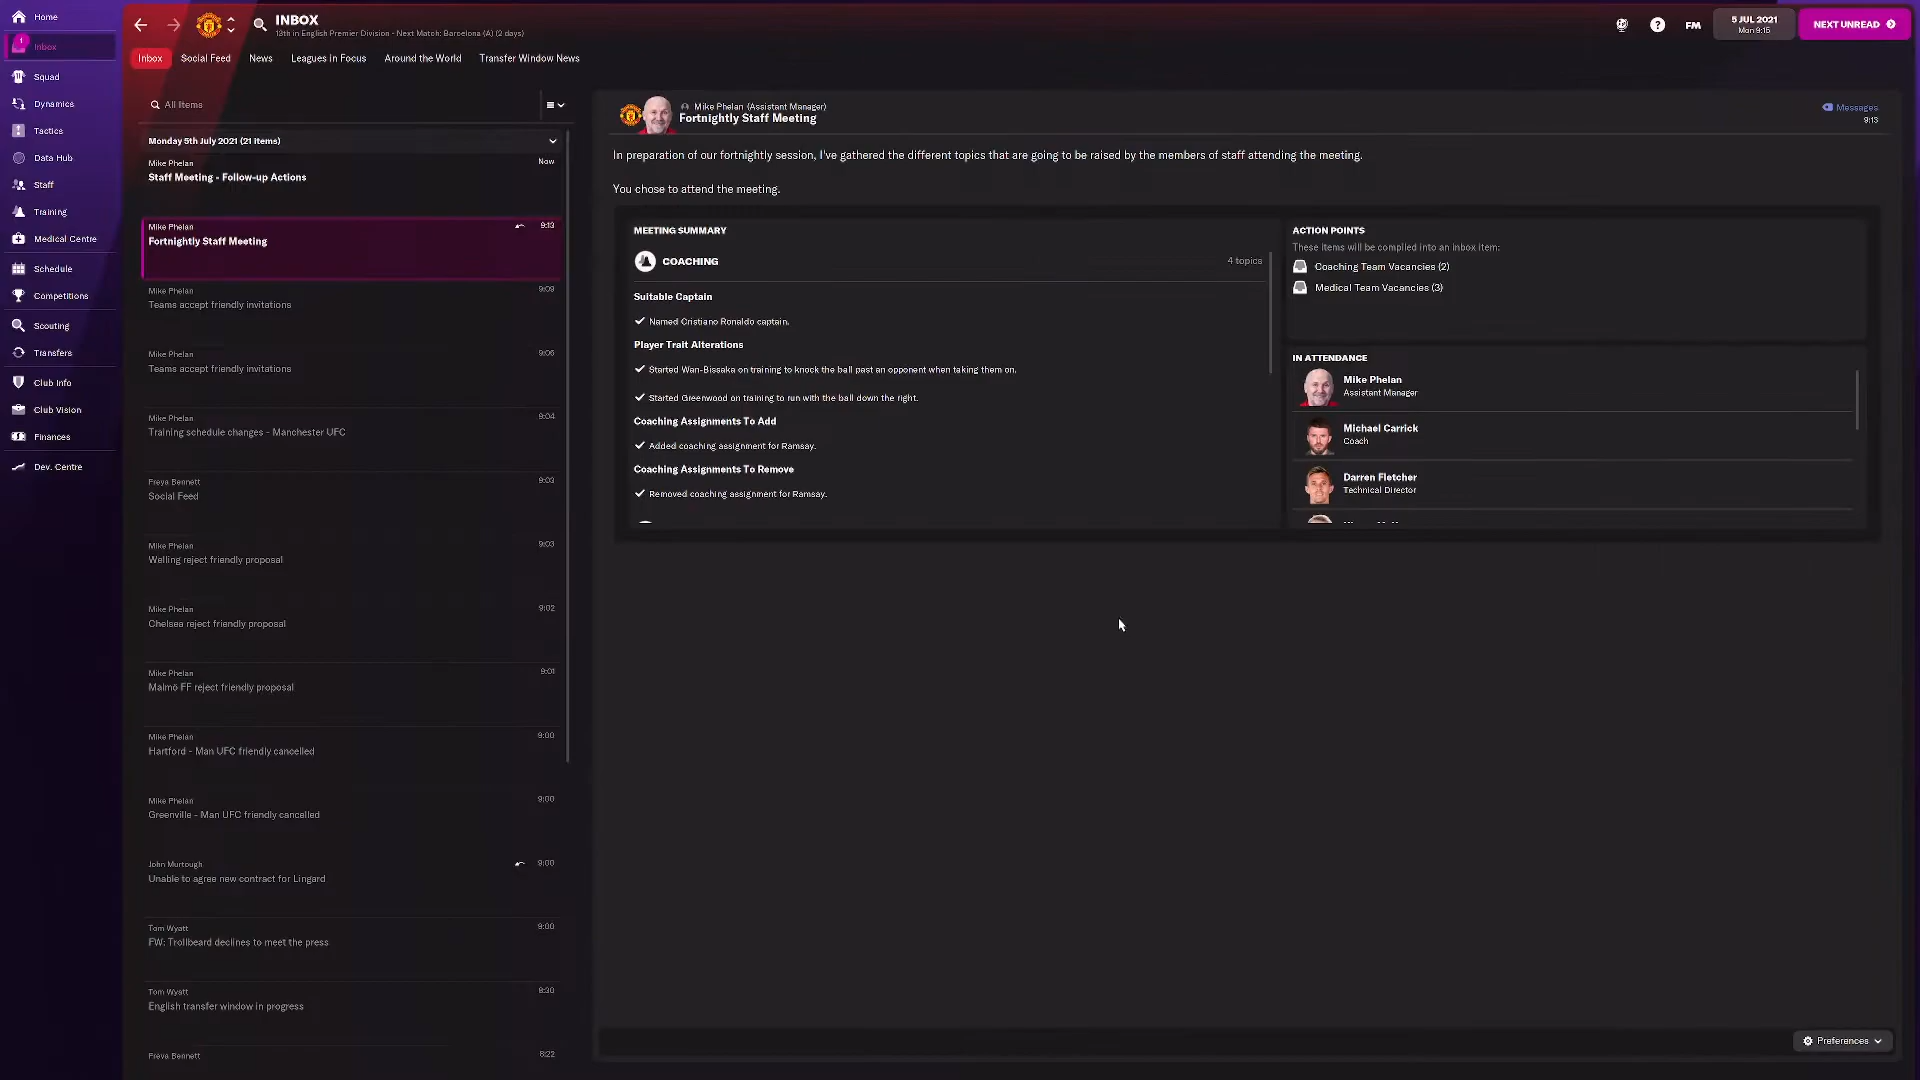 Home
1
Inbox
Squad
Dynamics
Tactics
Data Hub
Staff
Training
Medical Centre
Schedule
Competitions
Scouting
Transfers
Club Info
Club Vision
Finances
Dev. Centre
INBOX
13th in English Premier Division - Next Match: Barcelona (A) (2 days)
?
FM
5 JUL 2021
Mon 9:15
NEXT UNREAD
Inbox
Social Feed
News
Leagues in Focus
Around the World
Transfer Window News
All Items
Monday 5th July 2021 (21 Items)
Mike Phelan
Now
Staff Meeting - Follow-up Actions
Mike Phelan
9:13
Fortnightly Staff Meeting
Mike Phelan
9:09
Teams accept friendly invitations
Mike Phelan
9:06
Teams accept friendly invitations
Mike Phelan
9:04
Training schedule changes - Manchester UFC
Freya Bennett
9:03
Social Feed
Mike Phelan
9:03
Welling reject friendly proposal
Mike Phelan
9:02
Chelsea reject friendly proposal
Mike Phelan
9:01
Malmö FF reject friendly proposal
Mike Phelan
9:00
Hartford - Man UFC friendly cancelled
Mike Phelan
9:00
Greenville - Man UFC friendly cancelled
John Murtough
9:00
Unable to agree new contract for Lingard
Tom Wyatt
9:00
FW: Trollbeard declines to meet the press
Tom Wyatt
8:30
English transfer window in progress
Freya Bennett
8:22
Mike Phelan (Assistant Manager)
Fortnightly Staff Meeting
Messages
9:13
In preparation of our fortnightly session, I've gathered the different topics that are going to be raised by the members of staff attending the meeting.
You chose to attend the meeting.
MEETING SUMMARY
COACHING
4 topics
Suitable Captain
Named Cristiano Ronaldo captain.
Player Trait Alterations
Started Wan-Bissaka on training to knock the ball past an opponent when taking them on.
Started Greenwood on training to run with the ball down the right.
Coaching Assignments To Add
Added coaching assignment for Ramsay.
Coaching Assignments To Remove
Removed coaching assignment for Ramsay.
ACTION POINTS
These items will be compiled into an inbox item:
Coaching Team Vacancies (2)
Medical Team Vacancies (3)
IN ATTENDANCE
Mike Phelan
Assistant Manager
Michael Carrick
Coach
Darren Fletcher
Technical Director
Preferences